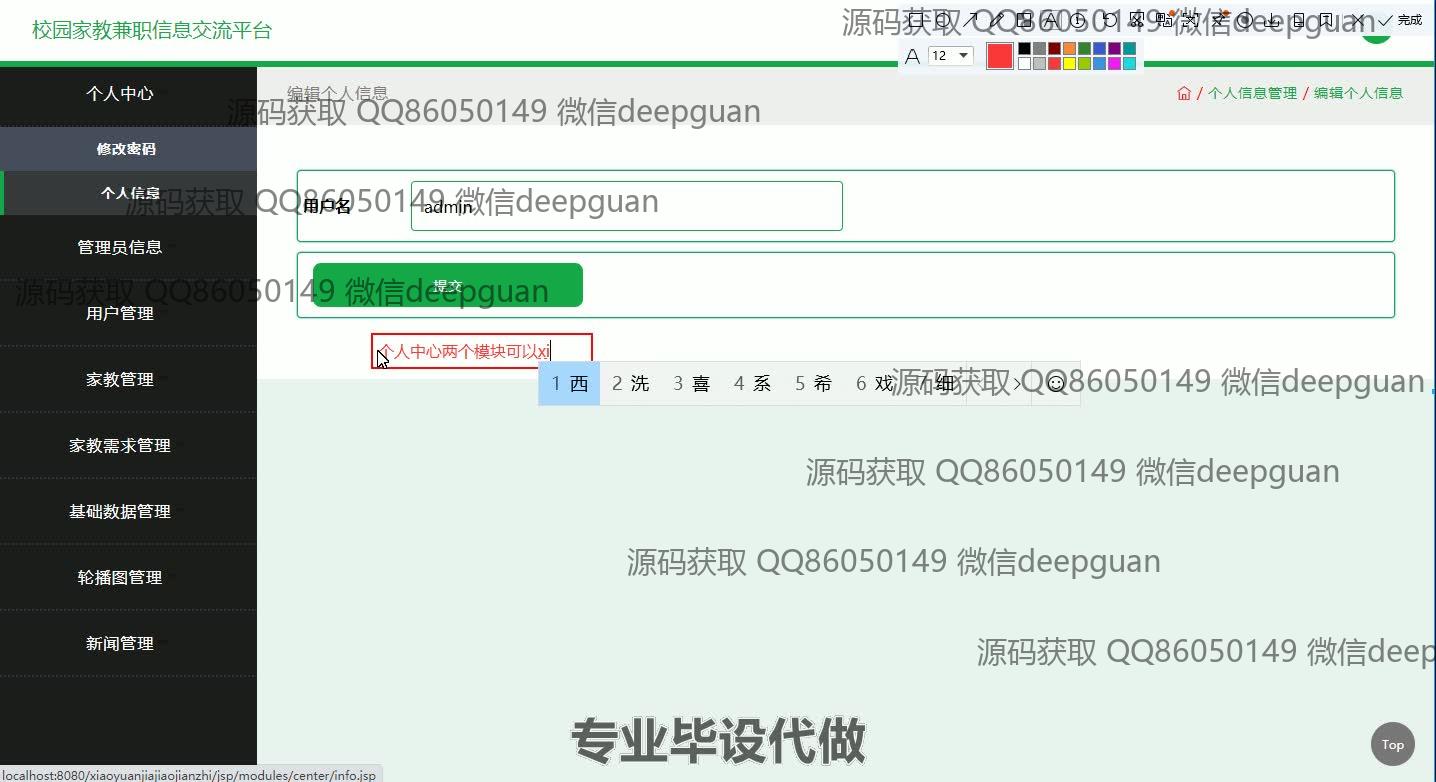 校园家教兼职信息交流平台
源码获取 QQ86050149 微信deepguan
完成
A 12
编辑个人信息
/ 个人信息管理 / 编辑个人信息
源码获取 QQ86050149 微信deepguan
个人中心
修改密码
个人信息
源码获取 QQ86050149 微信deepguan
用户名
admin
管理员信息
提交
源码获取 QQ86050149 微信deepguan
用户管理
个人中心两个模块可以xi
1 西 2 洗 3 喜 4 系 5 希 6 戏 7 细
源码获取 QQ86050149 微信deepguan
家教管理
家教需求管理
源码获取 QQ86050149 微信deepguan
基础数据管理
源码获取 QQ86050149 微信deepguan
轮播图管理
新闻管理
源码获取 QQ86050149 微信deep
专业毕设代做
Top
localhost:8080/xiaoyuanjiajiaojianzhi/jsp/modules/center/info.jsp